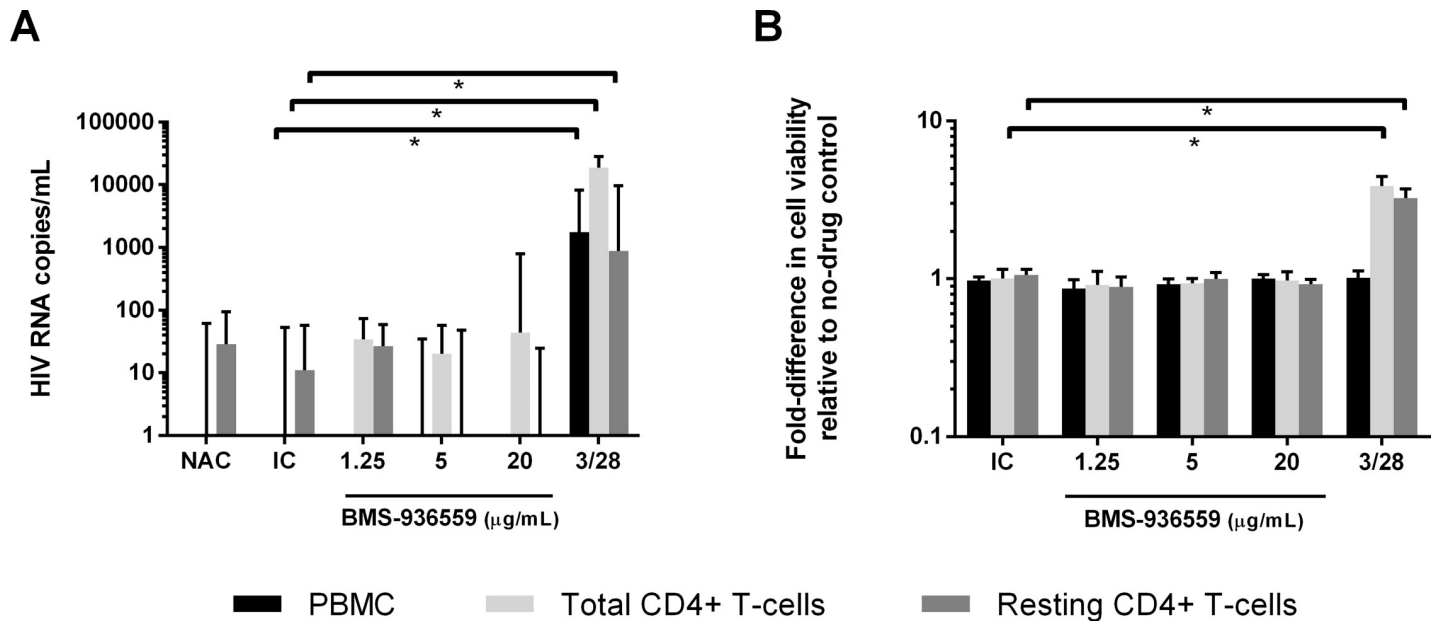 A
HIV RNA copies/mL
100000
10000
1000
100
10
1
*
*
*
NAC IC 1.25 5 20 3/28
BMS-936559 (μg/mL)
B
Fold-difference in cell viability
relative to no-drug control
10
1
0.1
*
*
IC 1.25 5 20 3/28
BMS-936559 (μg/mL)
PBMC Total CD4+ T-cells Resting CD4+ T-cells